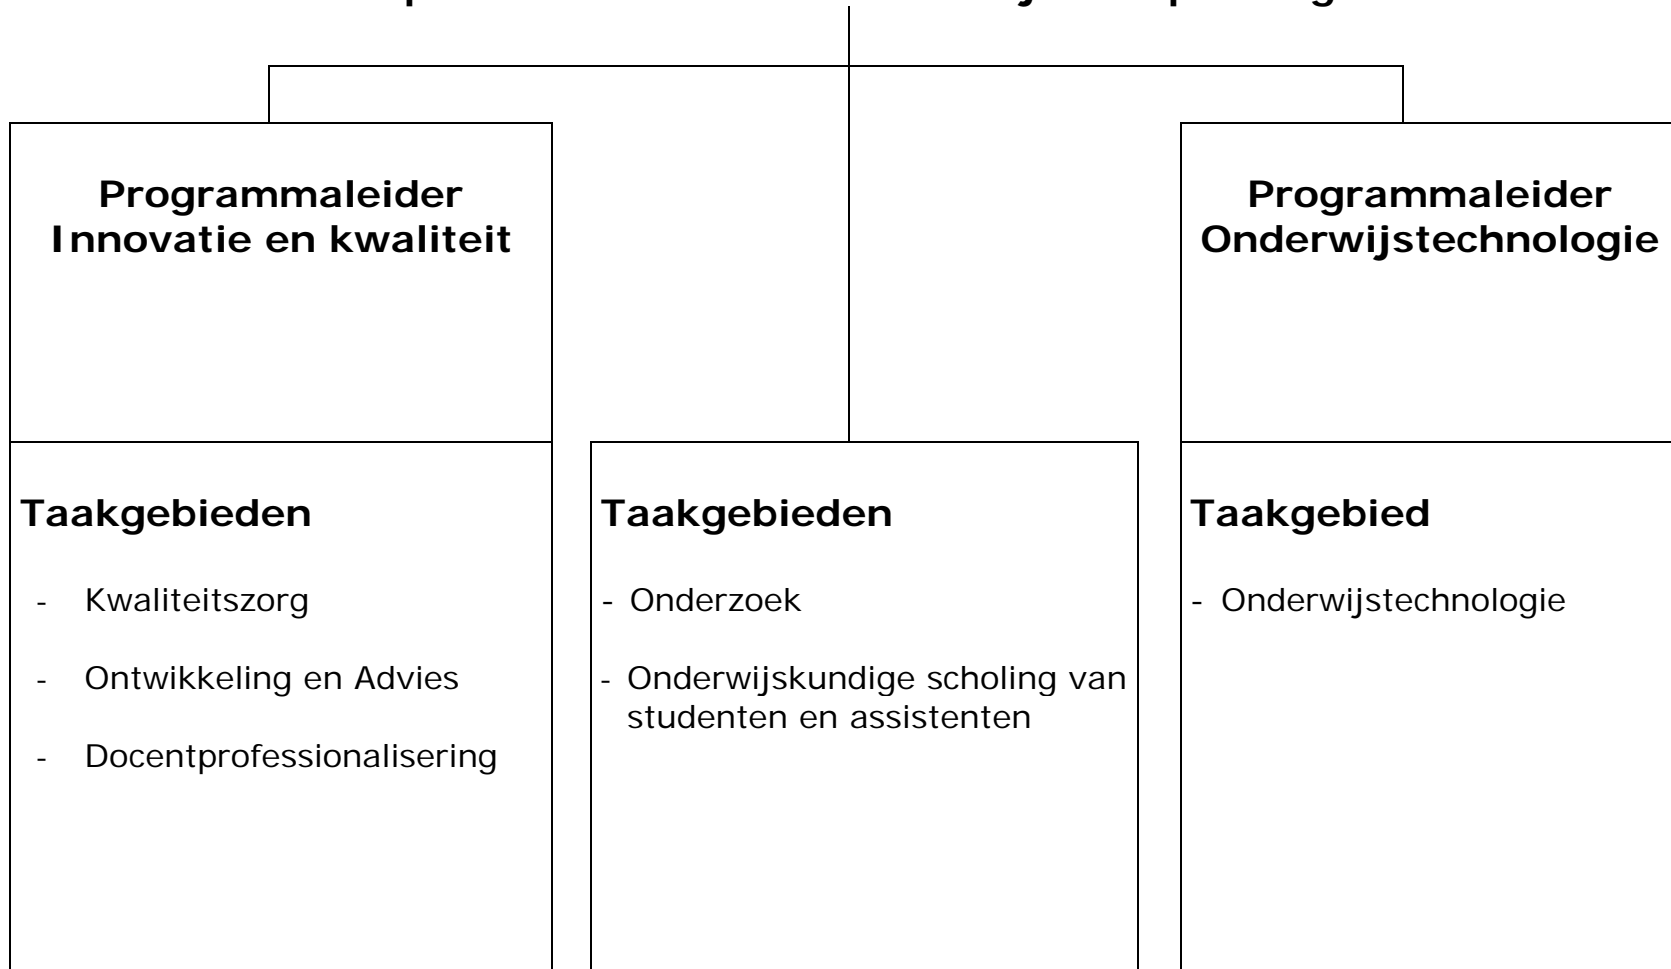 Programmaleider
Innovatie en kwaliteit
Programmaleider
Onderwijstechnologie
Taakgebieden
- Kwaliteitszorg
- Ontwikkeling en Advies
- Docentprofessionalisering
Taakgebieden
- Onderzoek
- Onderwijskundige scholing van
studenten en assistenten
Taakgebied
- Onderwijstechnologie